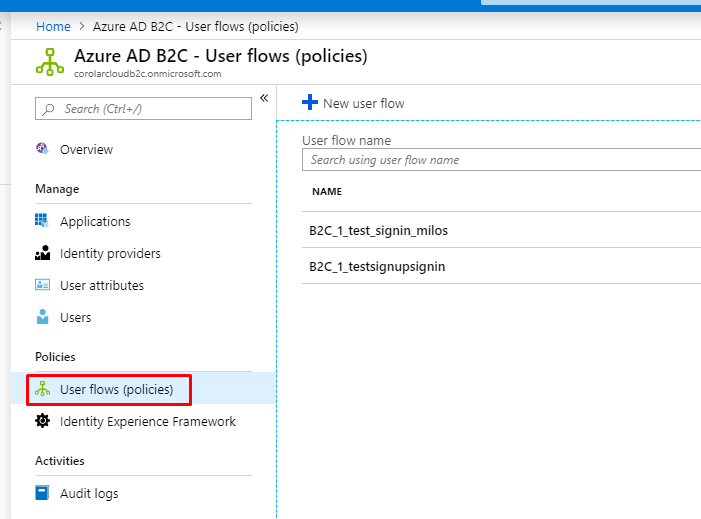 Home > Azure AD B2C - User flows (policies)
Azure AD B2C - User flows (policies)
corolarcloudb2c.onmicrosoft.com
Search (Ctrl+/)
«
Overview
Manage
Applications
Identity providers
User attributes
Users
Policies
User flows (policies)
Identity Experience Framework
Activities
Audit logs
New user flow
User flow name
Search using user flow name
NAME
B2C_1_test_signin_milos
B2C_1_testsignupsignin